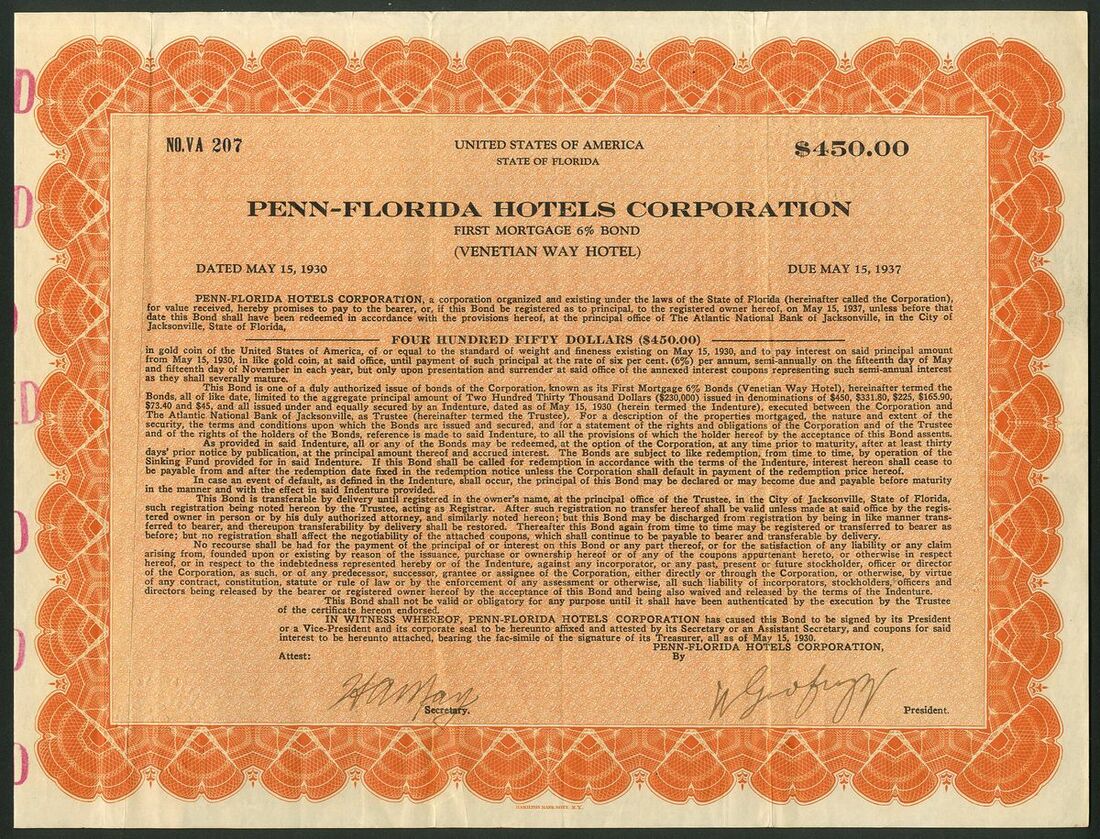 NO.VA 207
UNITED STATES OF AMERICA
STATE OF FLORIDA
$450.00
PENN-FLORIDA HOTELS CORPORATION
FIRST MORTGAGE 6% BOND
(VENETIAN WAY HOTEL)
DATED MAY 15, 1930
DUE MAY 15, 1937
PENN-FLORIDA HOTELS CORPORATION, a corporation organized and existing under the laws of the State of Florida (hereinafter called the Corporation),
for value received, hereby promises to pay to the bearer, or, if this Bond be registered as to principal, to the registered owner hereof, on May 15, 1937, unless before that
date this Bond shall have been redeemed in accordance with the provisions hereof, at the principal office of The Atlantic National Bank of Jacksonville, in the City of
Jacksonville, State of Florida,
FOUR HUNDRED FIFTY DOLLARS ($450.00)
in gold coin of the United States of America, of or equal to the standard of weight and fineness existing on May 15, 1930, and to pay interest on said principal amount
from May 15, 1930, in like gold coin, at said office, until payment of such principal at the rate of six per cent. (6%) per annum, semi-annually on the fifteenth day of May
and fifteenth day of November in each year, but only upon presentation and surrender at said office of the annexed interest coupons representing such semi-annual interest
as they shall severally mature.
This Bond is one of a duly authorized issue of bonds of the Corporation, known as its First Mortgage 6% Bonds (Venetian Way Hotel), hereinafter termed the
Bonds, all of like date, limited to the aggregate principal amount of Two Hundred Thirty Thousand Dollars ($230,000) issued in denominations of $450, $331.80, $225, $165.90,
$73.40 and $45, and all issued under and equally secured by an Indenture, dated as of May 15, 1930 (herein termed the Indenture), executed between the Corporation and
The Atlantic National Bank of Jacksonville, as Trustee (hereinafter termed the Trustee). For a description of the properties mortgaged, the nature and extent of the
security, the terms and conditions upon which the Bonds are issued and secured, and for a statement of the rights and obligations of the Corporation and of the Trustee
and of the rights of the holders of the Bonds, reference is made to said Indenture, to all the provisions of which the holder hereof by the acceptance of this Bond assents.
As provided in said Indenture, all or any of the Bonds may be redeemed, at the option of the Corporation, at any time prior to maturity, after at least thirty
days' prior notice by publication, at the principal amount thereof and accrued interest. The Bonds are subject to like redemption, from time to time, by operation of the
Sinking Fund provided for in said Indenture. If this Bond shall be called for redemption in accordance with the terms of the Indenture, interest hereon shall cease to
be payable from and after the redemption date fixed in the redemption notice unless the Corporation shall default in payment of the redemption price hereof.
In case an event of default, as defined in the Indenture, shall occur, the principal of this Bond may be declared or may become due and payable before maturity
in the manner and with the effect in said Indenture provided.
This Bond is transferable by delivery until registered in the owner's name, at the principal office of the Trustee, in the City of Jacksonville, State of Florida,
such registration being noted hereon by the Trustee, acting as Registrar. After such registration no transfer hereof shall be valid unless made at said office by the regis-
tered owner in person or by his duly authorized attorney, and similarly noted hereon; but this Bond may be discharged from registration by being in like manner trans-
ferred to bearer, and thereupon transferability by delivery shall be restored. Thereafter this Bond again from time to time may be registered or transferred to bearer as
before; but no registration shall affect the negotiability of the attached coupons, which shall continue to be payable to bearer and transferable by delivery.
No recourse shall be had for the payment of the principal of or interest on this Bond or any part thereof, or for the satisfaction of any liability or any claim
arising from, founded upon or existing by reason of the issuance, purchase or ownership hereof or of any of the coupons appurtenant hereto, or otherwise in respect
hereof, or in respect to the indebtedness represented hereby or of the Indenture, against any incorporator, or any past, present or future stockholder, officer or director
of the Corporation, as such, or of any predecessor, successor, grantee or assignee of the Corporation, either directly or through the Corporation, or otherwise, by virtue
of any contract, constitution, statute or rule of law or by the enforcement of any assessment or otherwise, all such liability of incorporators, stockholders, officers and
directors being released by the bearer or registered owner hereof by the acceptance of this Bond and being also waived and released by the terms of the Indenture.
This Bond shall not be valid or obligatory for any purpose until it shall have been authenticated by the execution by the Trustee
of the certificate hereon endorsed.
IN WITNESS WHEREOF, PENN-FLORIDA HOTELS CORPORATION has caused this Bond to be signed by its President
or a Vice-President and its corporate seal to be hereunto affixed and attested by its Secretary or an Assistant Secretary, and coupons for said
interest to be hereunto attached, bearing the fac-simile of the signature of its Treasurer, all as of May 15, 1930.
PENN-FLORIDA HOTELS CORPORATION,
Attest:
By
Secretary.
President.
HAMILTON BANK NOTE, N.Y.